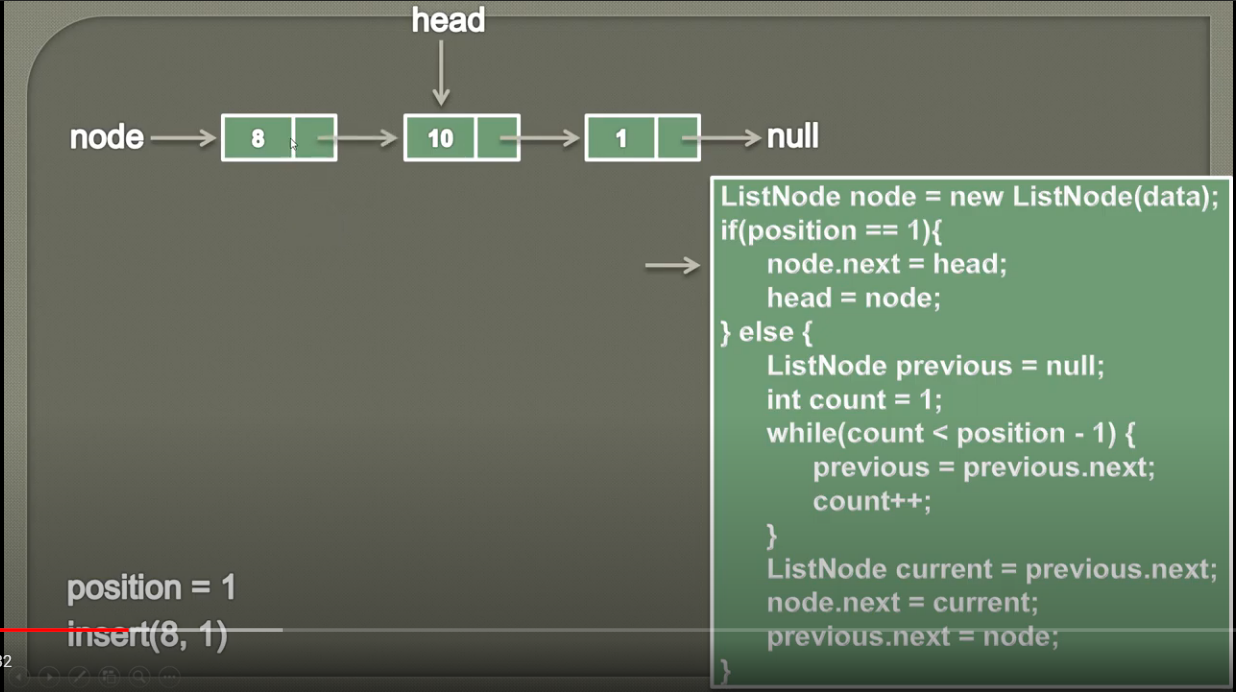 head
node 8 10 1 null
ListNode node = new ListNode(data);
if(position == 1){
node.next = head;
head = node;
} else {
ListNode previous = null;
int count = 1;
while(count < position - 1) {
previous = previous.next;
count++;
}
ListNode current = previous.next;
node.next = current;
previous.next = node;
}
position = 1
insert(8, 1)
32